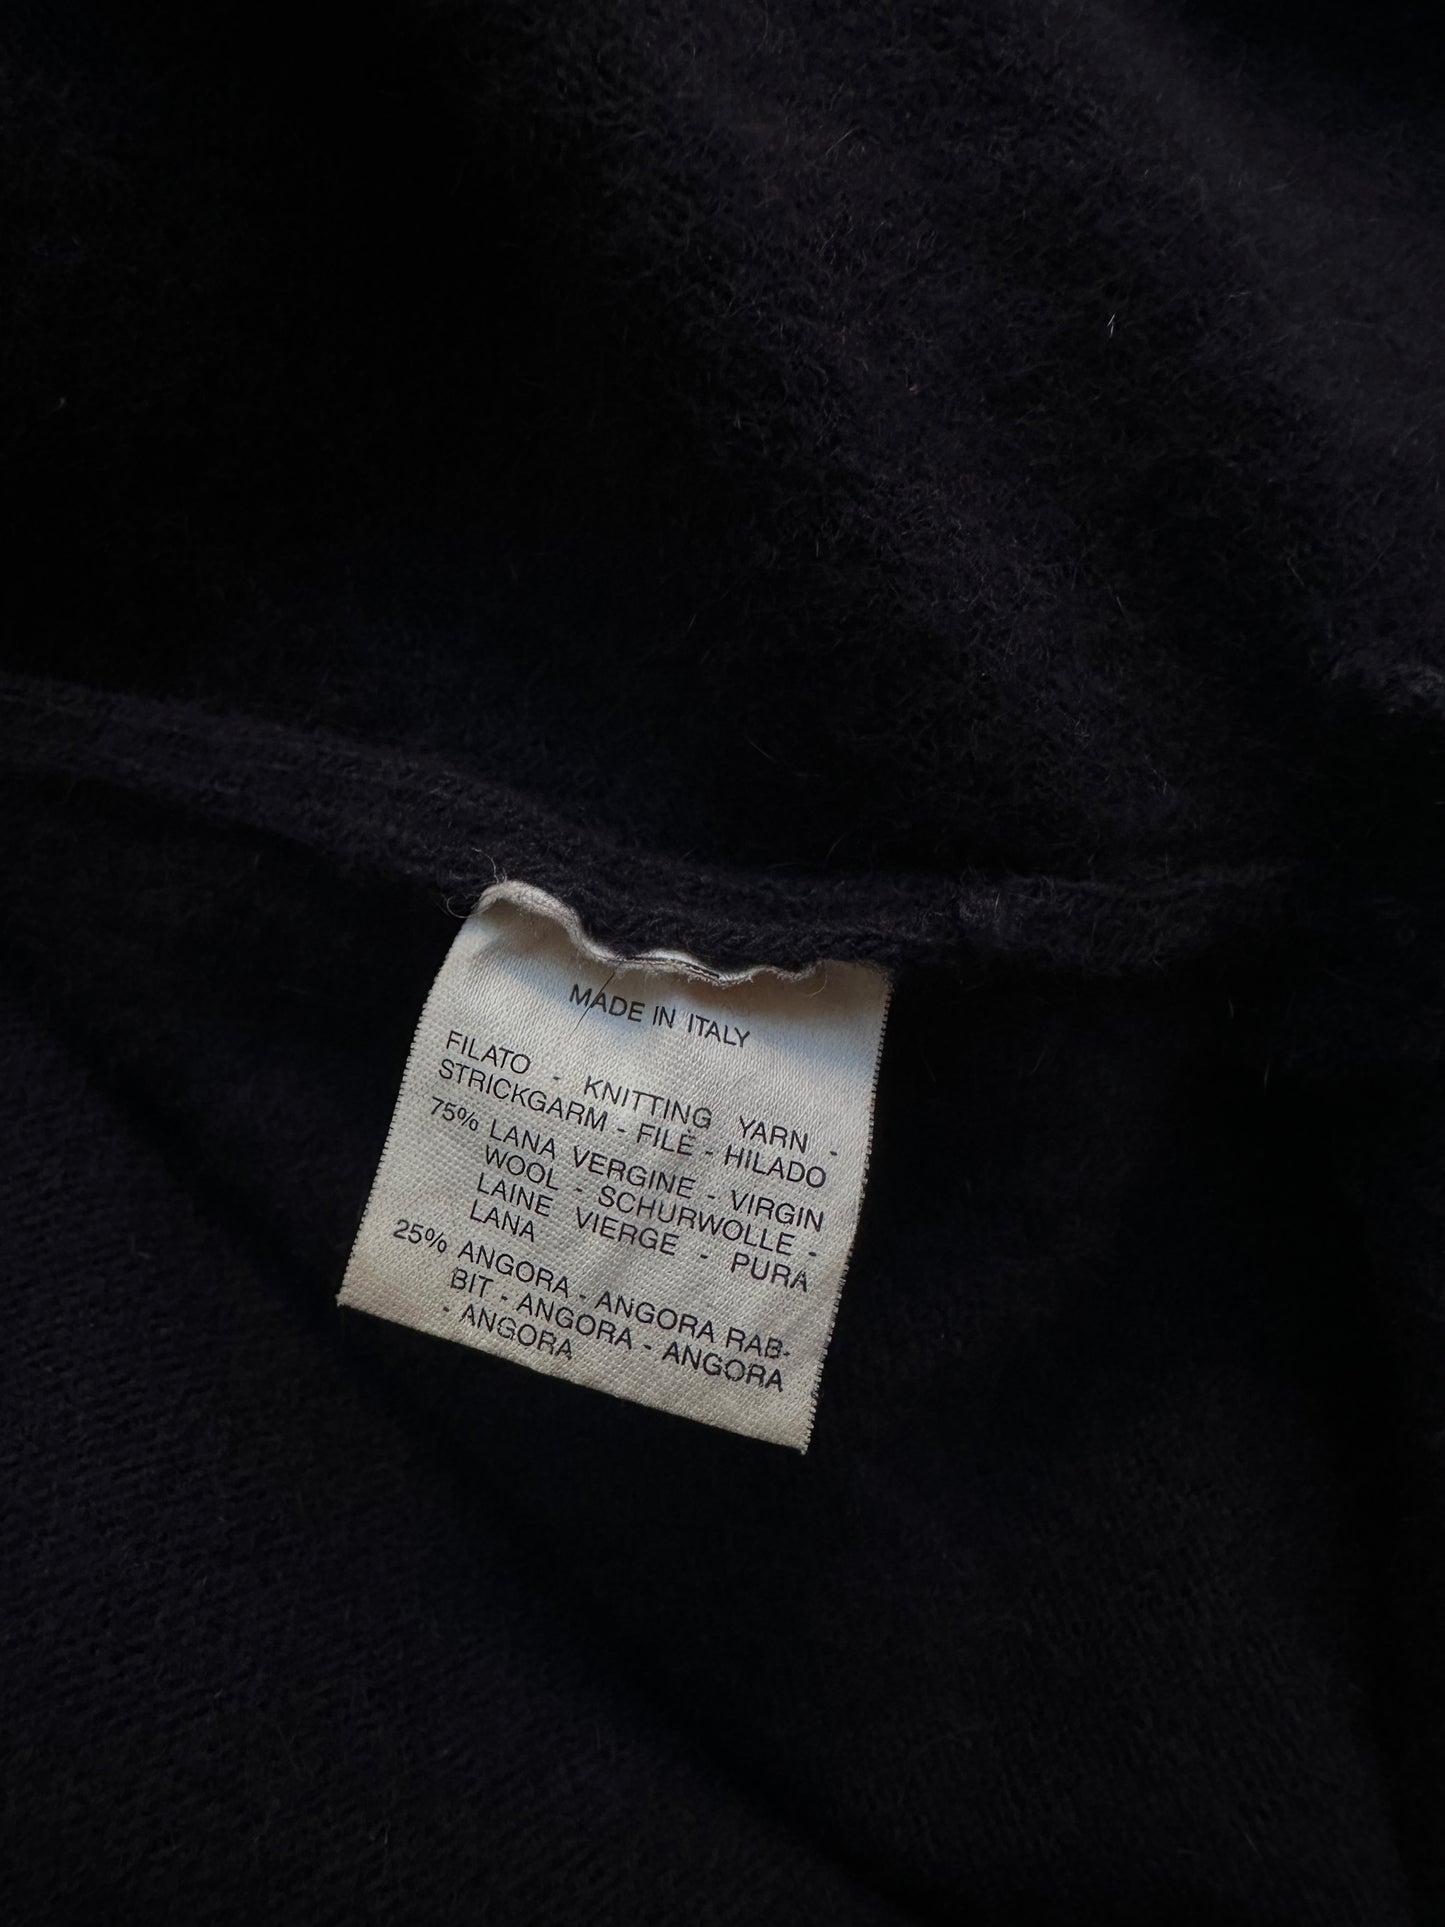 MADE IN ITALY
FILATO - KNITTING YARN -
STRICKGARM - FILÈ - HILADO
75% LANA VERGINE - VIRGIN
WOOL - SCHURWOLLE -
LAINE VIERGE - PURA
LANA
25% ANGORA - ANGORA RAB-
BIT - ANGORA - ANGORA
- ANGORA